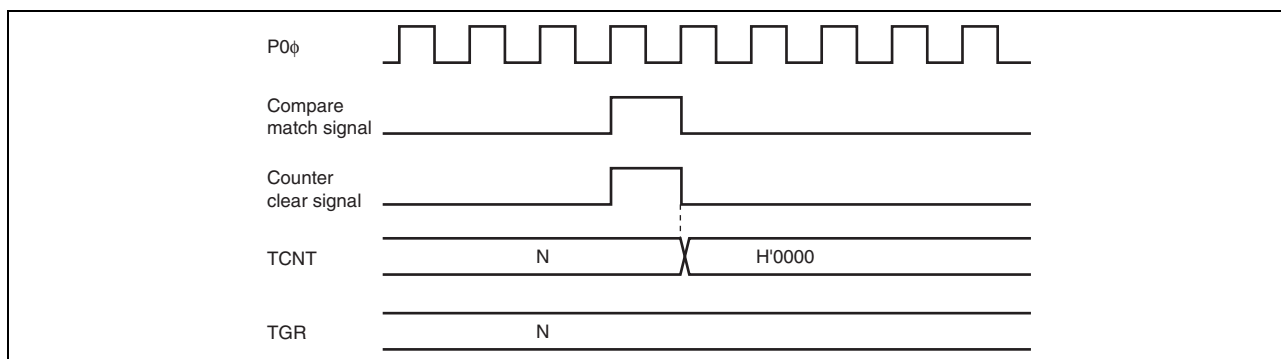 P0ϕ
Compare
match signal
Counter
clear signal
TCNT N H'0000
TGR N